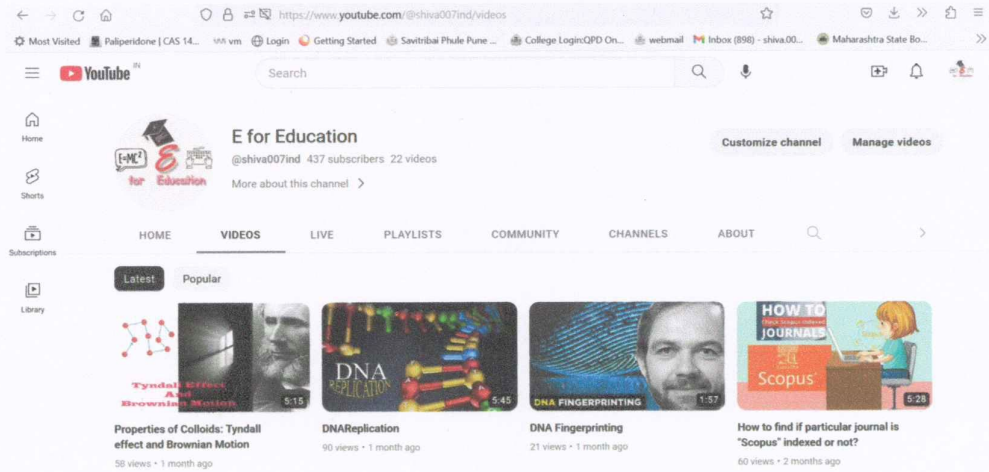 https://www.youtube.com/@shiva007ind/videos
Most Visited Paliperidone | CAS 14... vm Login Getting Started Savitribai Phule Pune ... College Login:QPD On... webmail Inbox (898) - shiva.00... Maharashtra State Bo...
YouTube IN
Search
Home
Shorts
Subscriptions
Library
E=MC²
E
for Education
E for Education
@shiva007ind 437 subscribers 22 videos
More about this channel
Customize channel Manage videos
HOME VIDEOS LIVE PLAYLISTS COMMUNITY CHANNELS ABOUT
Latest Popular
Tyndall Effect
And
Brownian Motion
5:15
Properties of Colloids: Tyndall
effect and Brownian Motion
58 views • 1 month ago
DNA
REPLICATION
5:45
DNAReplication
90 views • 1 month ago
DNA FINGERPRINTING
1:57
DNA Fingerprinting
21 views • 1 month ago
HOW TO
Check Scopus Indexed
JOURNALS
Scopus
5:28
How to find if particular journal is
"Scopus" indexed or not?
60 views • 2 months ago